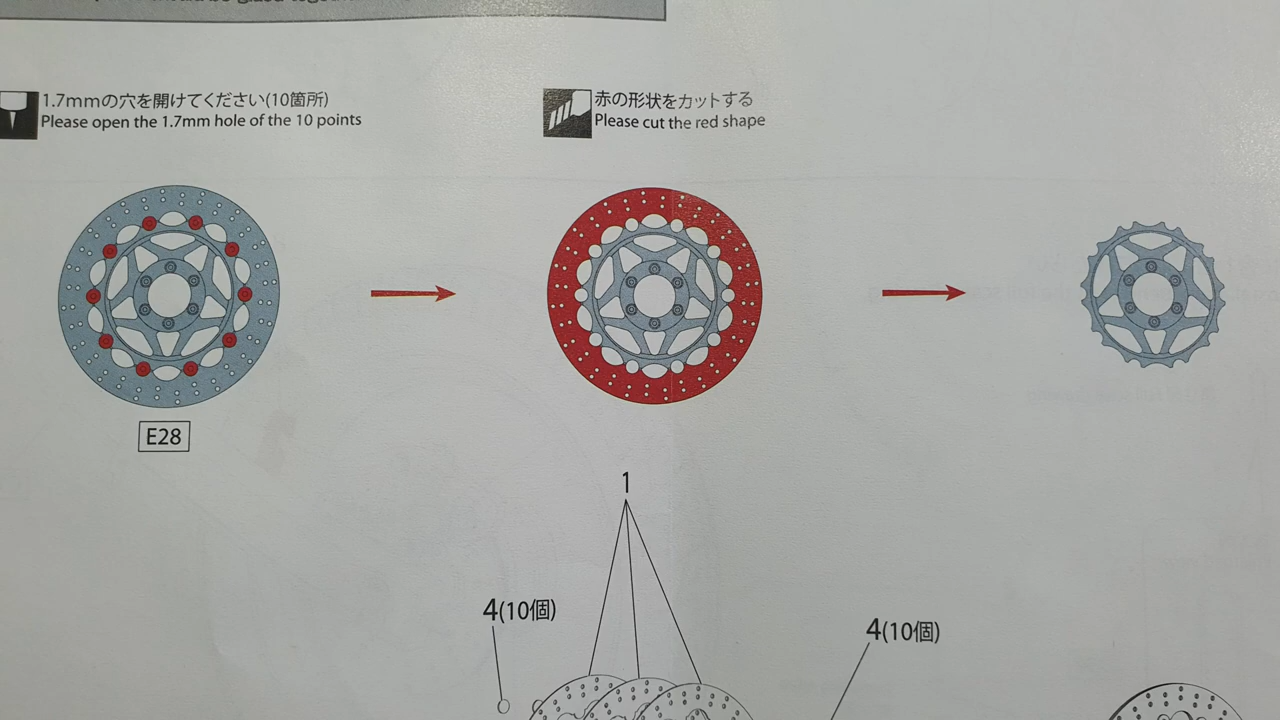 1.7mmの穴を開けてください(10箇所)
Please open the 1.7mm hole of the 10 points
赤の形状をカットする
Please cut the red shape
E28
1
4(10個)
4(10個)